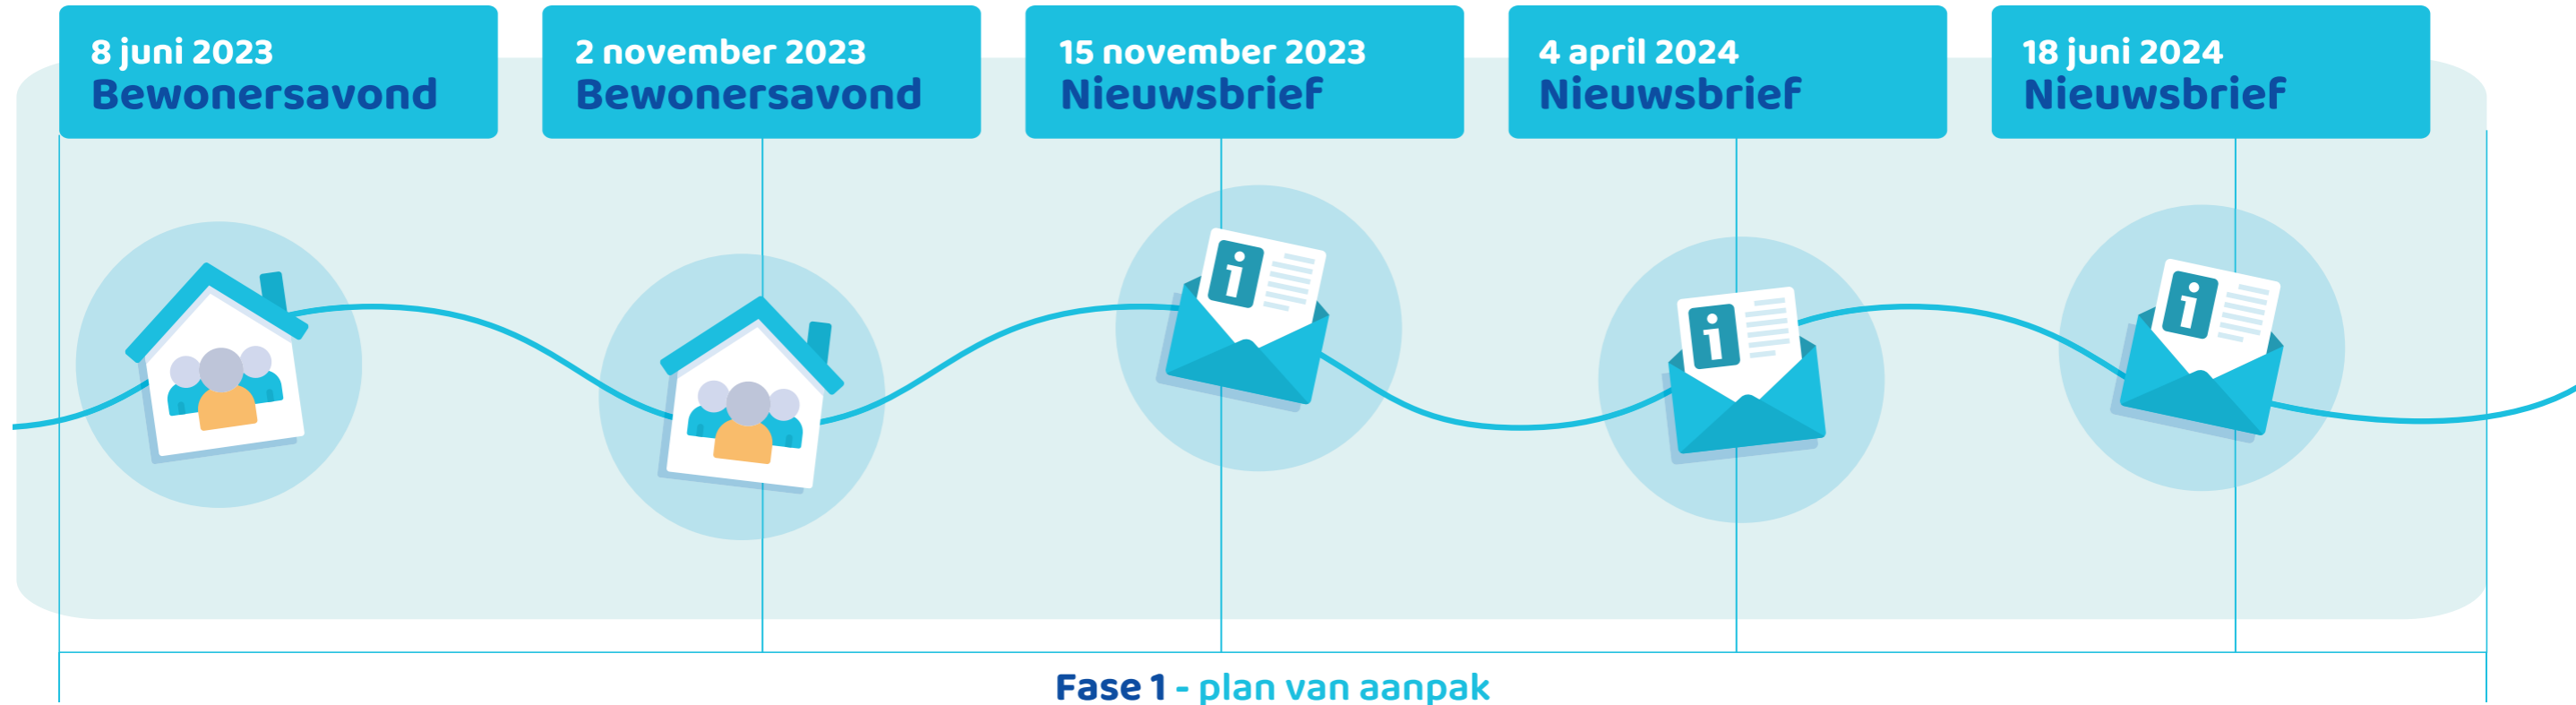 8 juni 2023
Bewonersavond
2 november 2023
Bewonersavond
15 november 2023
Nieuwsbrief
4 april 2024
Nieuwsbrief
18 juni 2024
Nieuwsbrief
Fase 1 - plan van aanpak